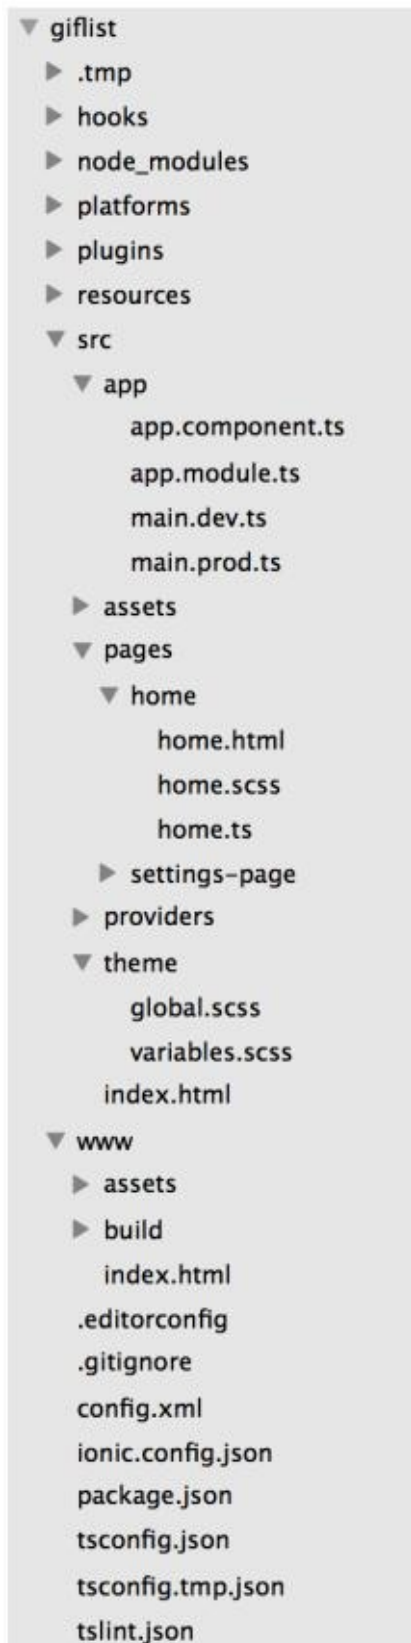 giflist
.tmp
hooks
node_modules
platforms
plugins
resources
src
app
app.component.ts
app.module.ts
main.dev.ts
main.prod.ts
assets
pages
home
home.html
home.scss
home.ts
settings-page
providers
theme
global.scss
variables.scss
index.html
www
assets
build
index.html
.editorconfig
.gitignore
config.xml
ionic.config.json
package.json
tsconfig.json
tsconfig.tmp.json
tslint.json